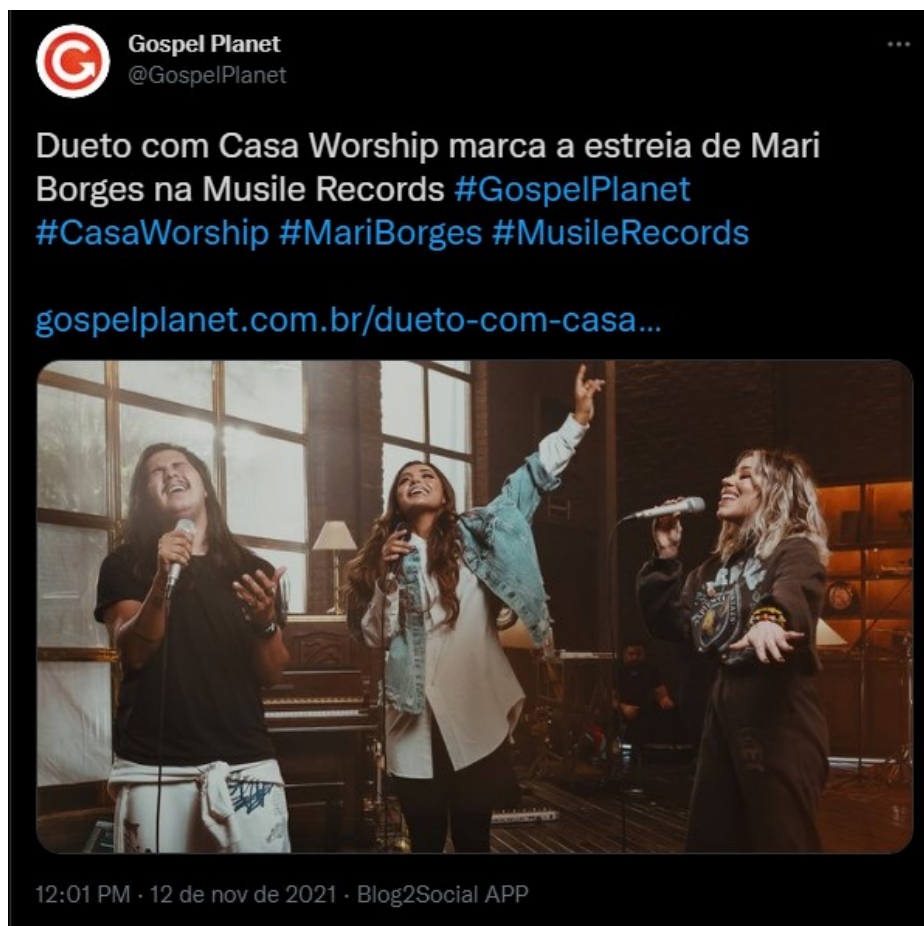 Gospel Planet
@GospelPlanet
Dueto com Casa Worship marca a estreia de Mari
Borges na Musile Records #GospelPlanet
#CasaWorship #MariBorges #MusileRecords
gospelplanet.com.br/dueto-com-casa...
12:01 PM · 12 de nov de 2021 · Blog2Social APP